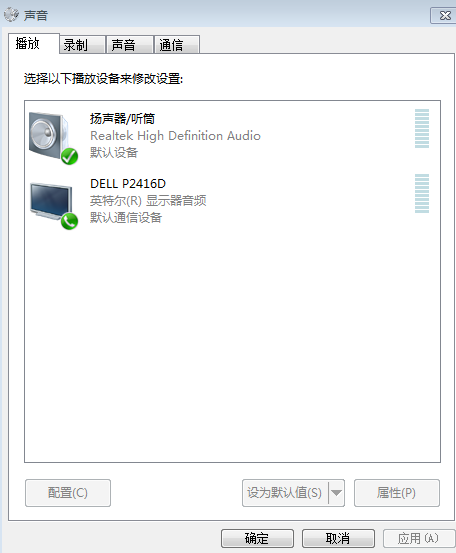 声音
播放 录制 声音 通信
选择以下播放设备来修改设置:
扬声器/听筒
Realtek High Definition Audio
默认设备
DELL P2416D
英特尔(R) 显示器音频
默认通信设备
配置(C) 设为默认值(S) 属性(P)
确定 取消 应用(A)